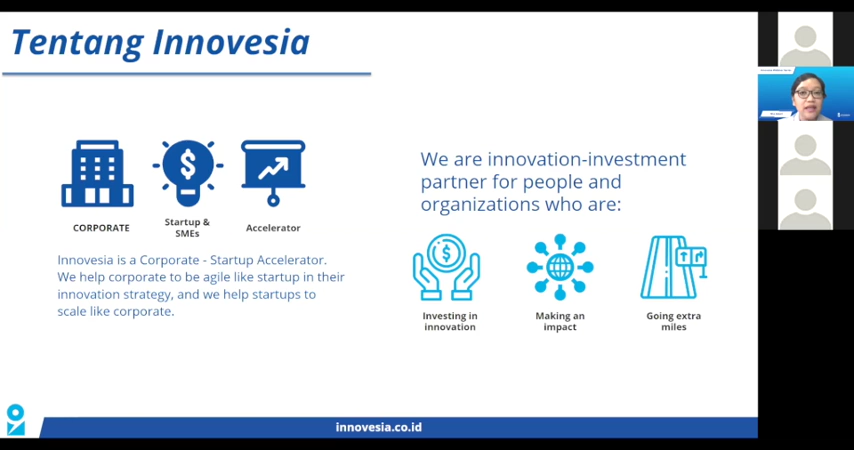 Tentang Innovesia
CORPORATE
Startup &
SMEs
Accelerator
Innovesia is a Corporate - Startup Accelerator.
We help corporate to be agile like startup in their
innovation strategy, and we help startups to
scale like corporate.
We are innovation-investment
partner for people and
organizations who are:
Investing in
innovation
Making an
impact
Going extra
miles
innovesia.co.id